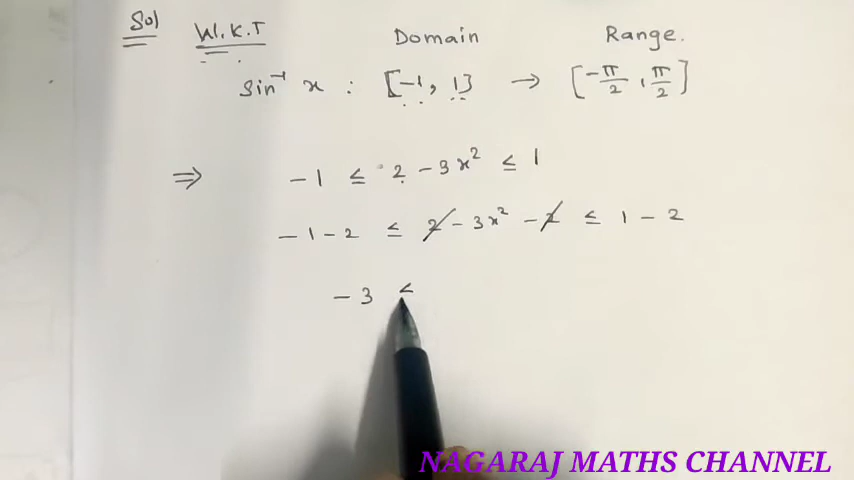 Sol W.K.T Domain Range.
sin⁻¹ x : [-1, 1] → [-π/2, π/2]
⇒ -1 ≤ 2 - 3x² ≤ 1
-1-2 ≤ 2 - 3x² - 2 ≤ 1 - 2
-3 ≤
NAGARAJ MATHS CHANNEL